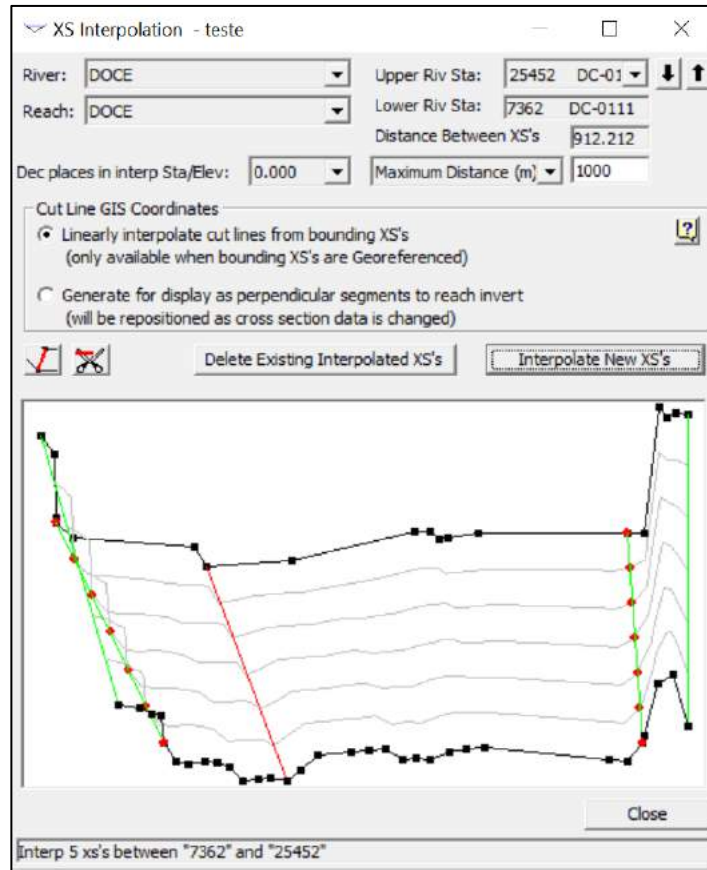 XS Interpolation - teste
River: DOCE
Upper Riv Sta: 25452 DC-01
Reach: DOCE
Lower Riv Sta: 7362 DC-0111
Distance Between XS's 912.212
Dec places in interp Sta/Elev: 0.000
Maximum Distance (m) 1000
Cut Line GIS Coordinates
Linearly interpolate cut lines from bounding XS's
(only available when bounding XS's are Georeferenced)
Generate for display as perpendicular segments to reach invert
(will be repositioned as cross section data is changed)
Delete Existing Interpolated XS's
Interpolate New XS's
Close
Interp 5 xs's between "7362" and "25452"